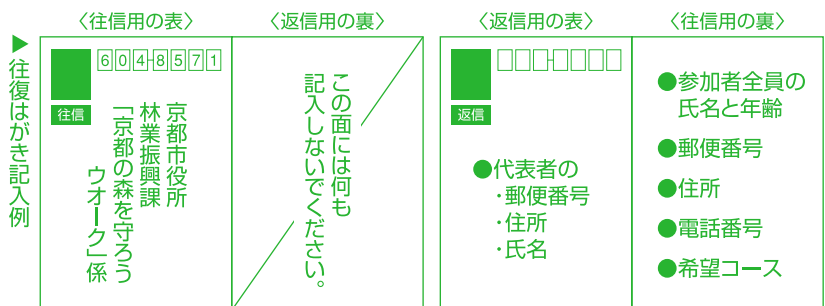 ▶往復はがき記入例
〈往信用の表〉
604-8571
往信
京都市役所
林業振興課
「京都の森を守ろう
ウオーク」係
〈返信用の裏〉
この面には何も
記入しないでください。
〈返信用の表〉
返信
●代表者の
・郵便番号
・住所
・氏名
〈往信用の裏〉
●参加者全員の
氏名と年齢
●郵便番号
●住所
●電話番号
●希望コース